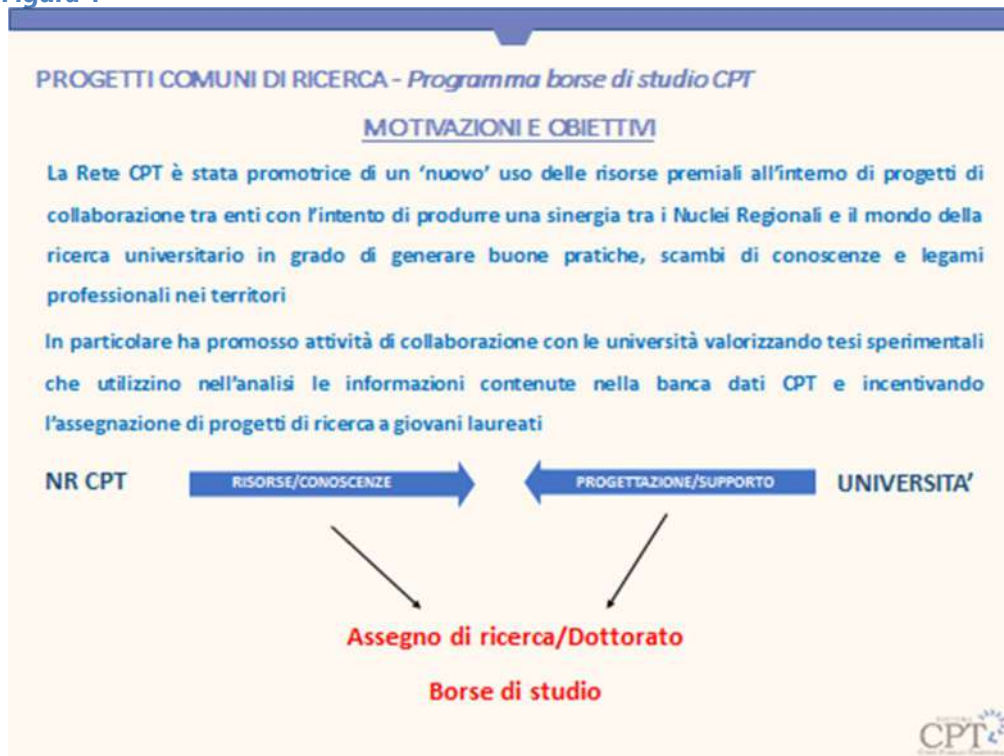 PROGETTI COMUNI DI RICERCA - Programma borse di studio CPT
MOTIVAZIONI E OBIETTIVI
La Rete CPT è stata promotrice di un 'nuovo' uso delle risorse premiali all'interno di progetti di
collaborazione tra enti con l'intento di produrre una sinergia tra i Nuclei Regionali e il mondo della
ricerca universitario in grado di generare buone pratiche, scambi di conoscenze e legami
professionali nei territori
In particolare ha promosso attività di collaborazione con le università valorizzando tesi sperimentali
che utilizzino nell'analisi le informazioni contenute nella banca dati CPT e incentivando
l'assegnazione di progetti di ricerca a giovani laureati
NR CPT RISORSE/CONOSCENZE PROGETTAZIONE/SUPPORTO UNIVERSITA'
Assegno di ricerca/Dottorato
Borse di studio
CPT